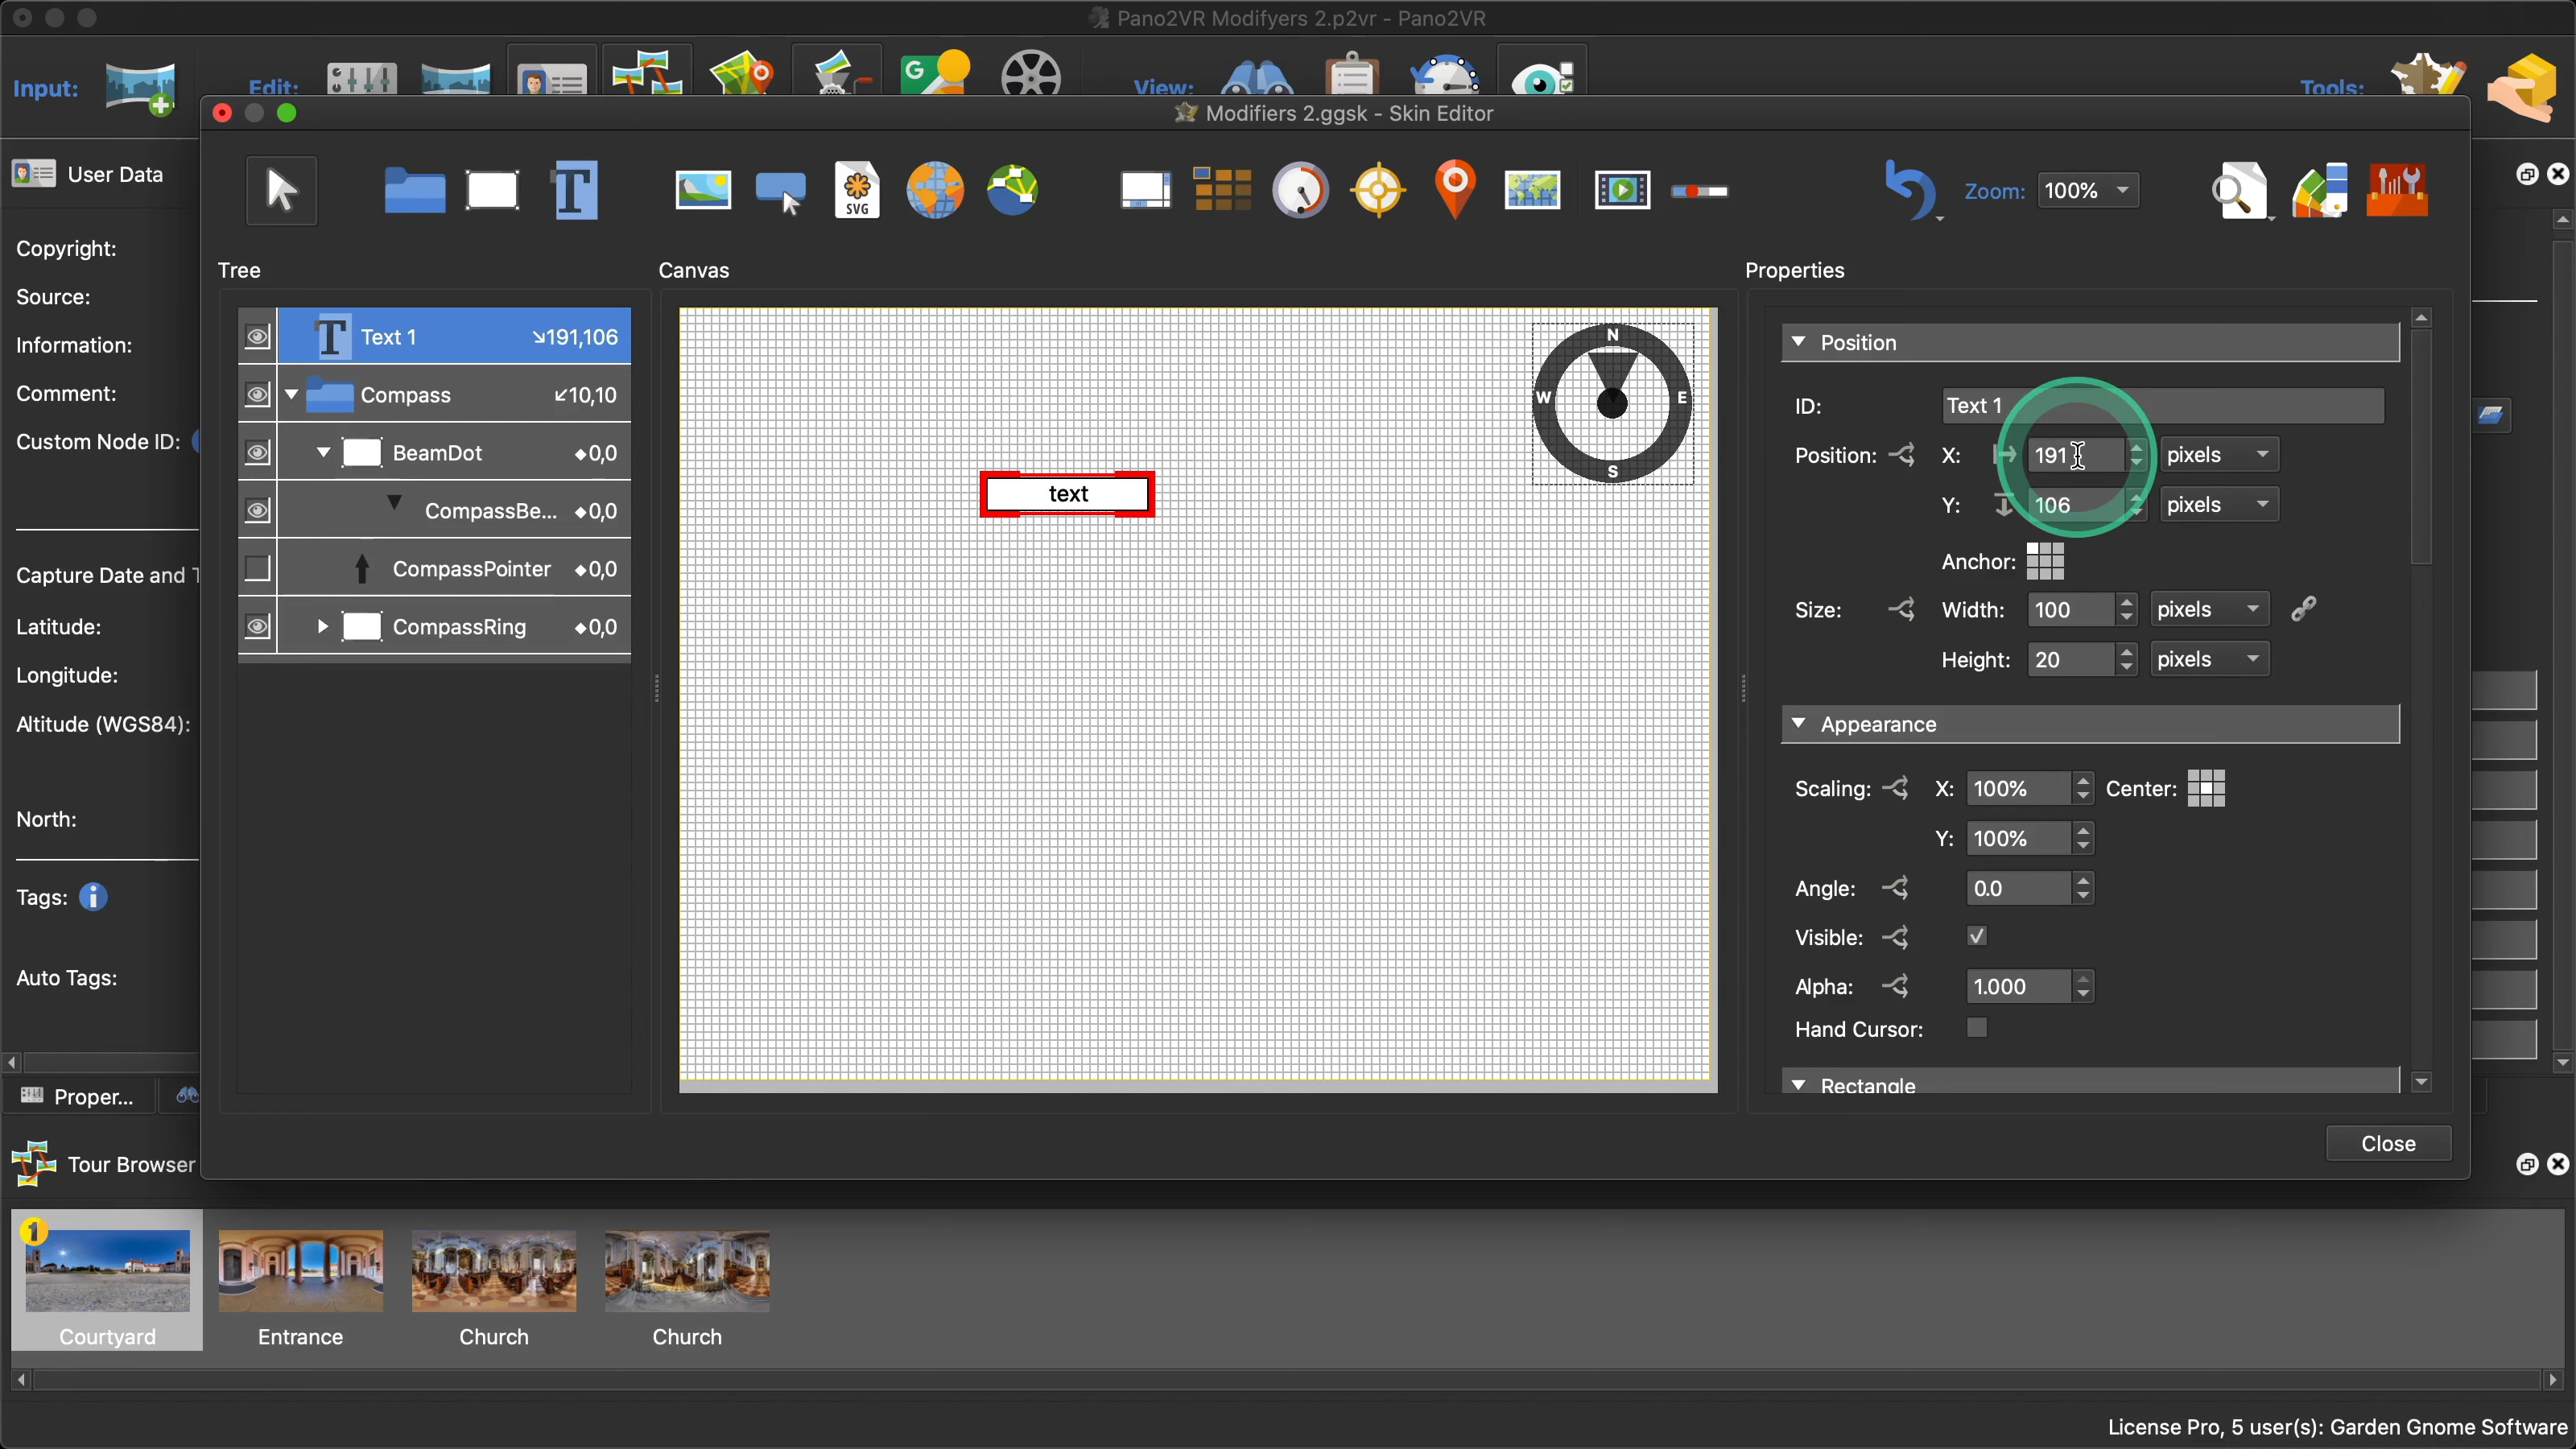 Pano2VR Modifyers 2.p2vr - Pano2VR
Input:
Edit:
View:
Tools:
G
Modifiers 2.ggsk - Skin Editor
User Data
T
SVG
Zoom: 100%
Tree
Canvas
Properties
Copyright:
Source:
Information:
Comment:
Custom Node ID:
Capture Date and T
Latitude:
Longitude:
Altitude (WGS84):
North:
Tags: i
Auto Tags:
T Text 1 ↘191,106
Compass ↙10,10
BeamDot ◆0,0
CompassBe... ◆0,0
CompassPointer ◆0,0
CompassRing ◆0,0
text
N
W E
S
Position
ID: Text 1
Position: X: 191 pixels
Y: 106 pixels
Anchor:
Size: Width: 100 pixels
Height: 20 pixels
Appearance
Scaling: X: 100% Center:
Y: 100%
Angle: 0.0
Visible:
Alpha: 1.000
Hand Cursor:
Rectangle
Close
Proper...
Tour Browser
1
Courtyard
Entrance
Church
Church
License Pro, 5 user(s): Garden Gnome Software